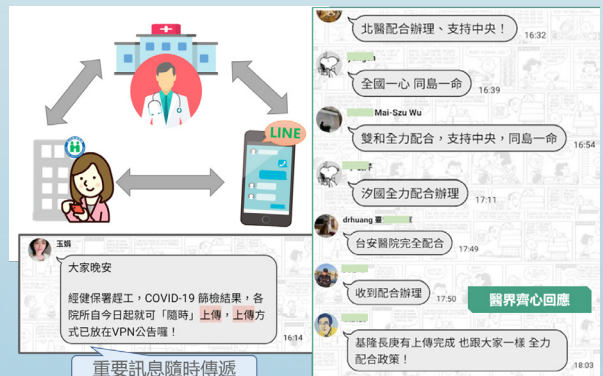 LINE
玉娟
大家晚安
經健保署趕工，COVID-19 篩檢結果，各
院所自今日起就可「隨時」上傳，上傳方
式已放在VPN公告囉！
16:14
重要訊息隨時傳遞
北醫配合辦理、支持中央！
16:32
全國一心 同島一命
16:39
Mai-Szu Wu
雙和全力配合，支持中央，同島一命
16:54
汐國全力配合辦理
17:11
drhuang 臺
台安醫院完全配合
17:49
收到配合辦理
17:50
醫界齊心回應
基隆長庚有上傳完成 也跟大家一樣 全力
配合政策！
18:03